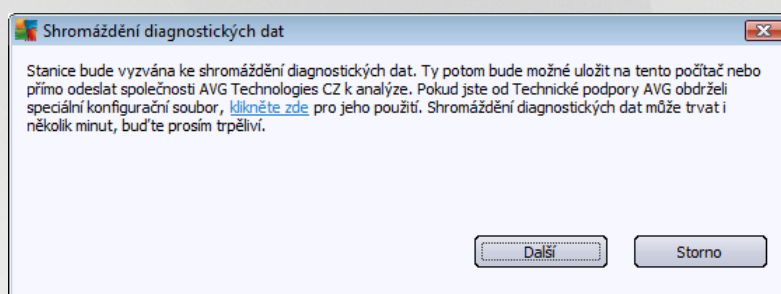 Shromáždění diagnostických dat
Stanice bude vyzvána ke shromáždění diagnostických dat. Ty potom bude možné uložit na tento počítač nebo
přímo odeslat společnosti AVG Technologies CZ k analýze. Pokud jste od Technické podpory AVG obdrželi
speciální konfigurační soubor, klikněte zde pro jeho použití. Shromáždění diagnostických dat může trvat i
několik minut, buďte prosím trpěliví.
Další
Storno